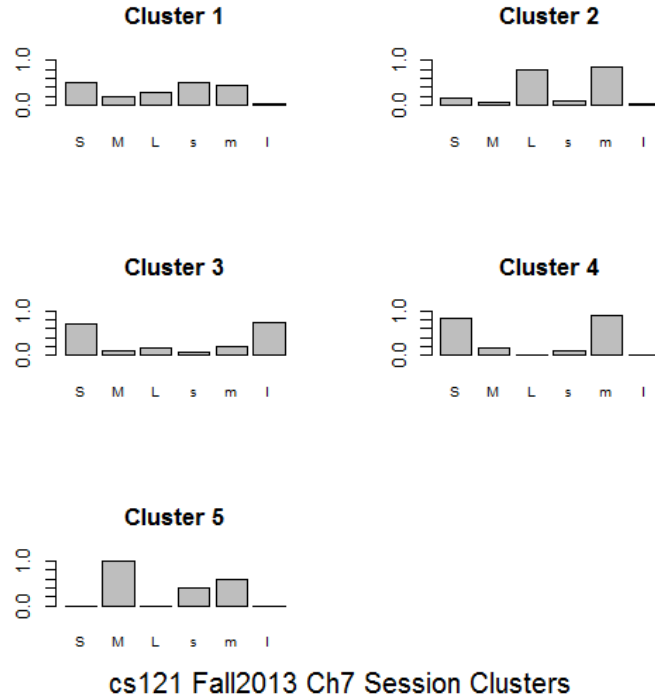 Cluster 1
1.0
0.0
S M L s m l
Cluster 2
1.0
0.0
S M L s m l
Cluster 3
1.0
0.0
S M L s m l
Cluster 4
1.0
0.0
S M L s m l
Cluster 5
1.0
0.0
S M L s m l
cs121 Fall2013 Ch7 Session Clusters